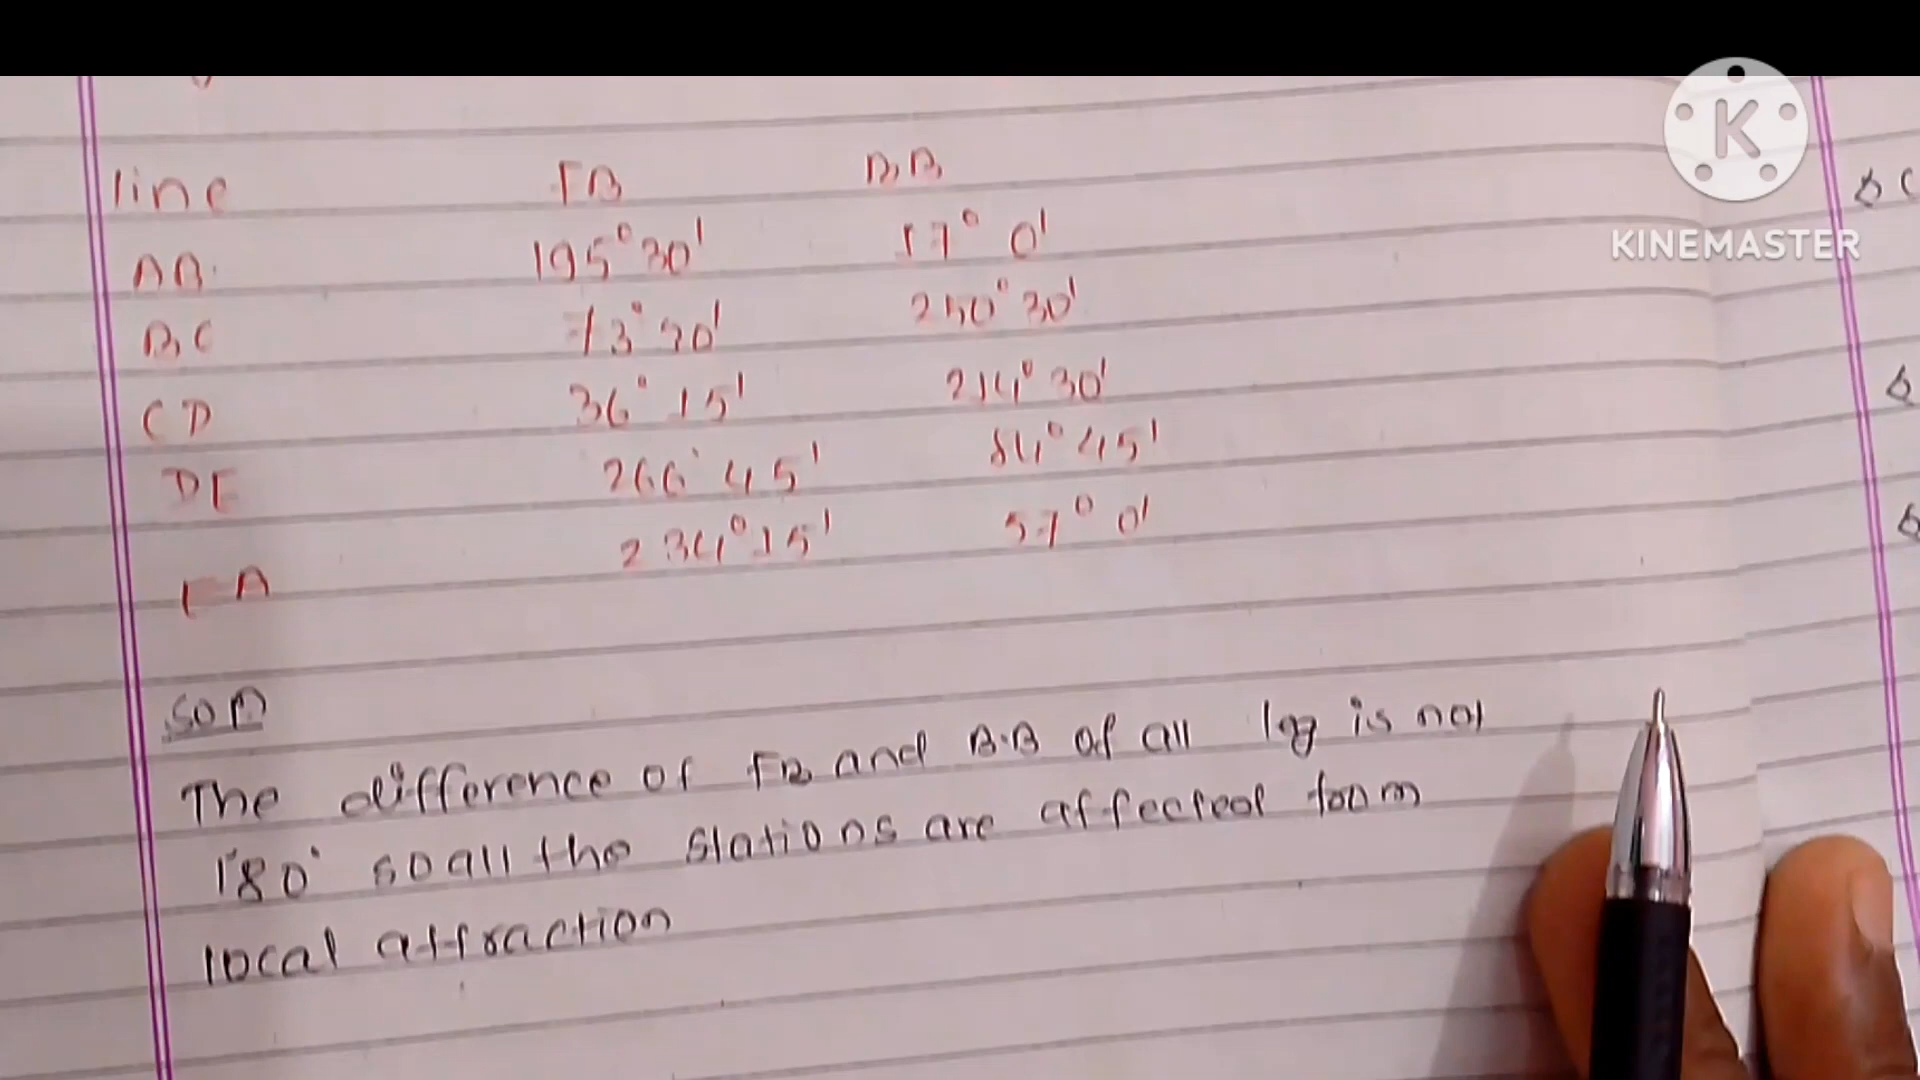 line FB B.B
AB. 195°30' 17° 0'
BC 73°30' 250°30'
CD 36° 15' 214°30'
DE 266° 45' 84° 45'
EA 234°15' 57° 0'
K
KINEMASTER
Soln
The difference of FB and B.B of all leg is not
180° so all the stations are affected from
local attraction